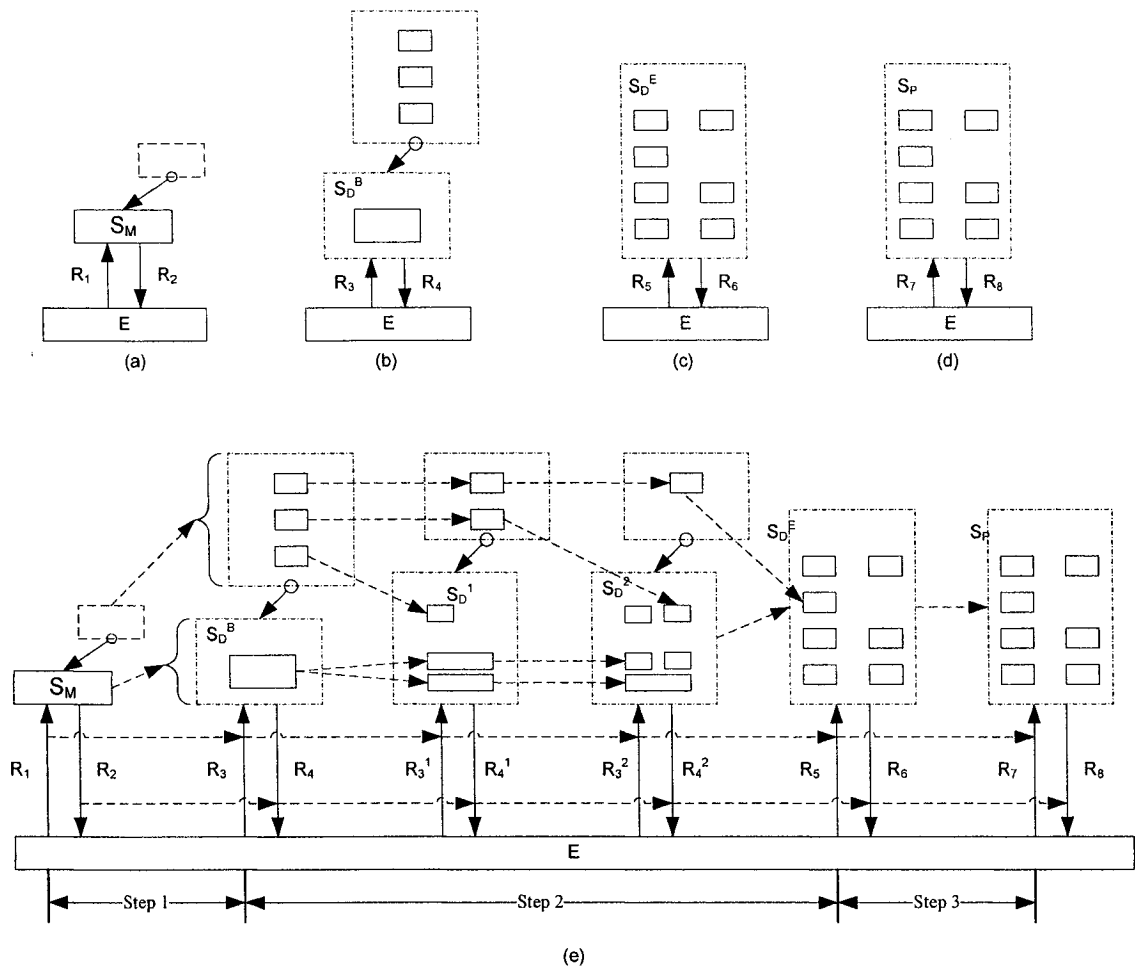 S_D^E
S_P
S_M
S_D^B
R_1
R_2
R_3
R_4
R_5
R_6
R_7
R_8
E
E
E
E
(a)
(b)
(c)
(d)
S_D^1
S_D^2
S_D^E
S_P
S_D^B
S_M
R_1
R_2
R_3
R_4
R_3^1
R_4^1
R_3^2
R_4^2
R_5
R_6
R_7
R_8
E
Step 1
Step 2
Step 3
(e)